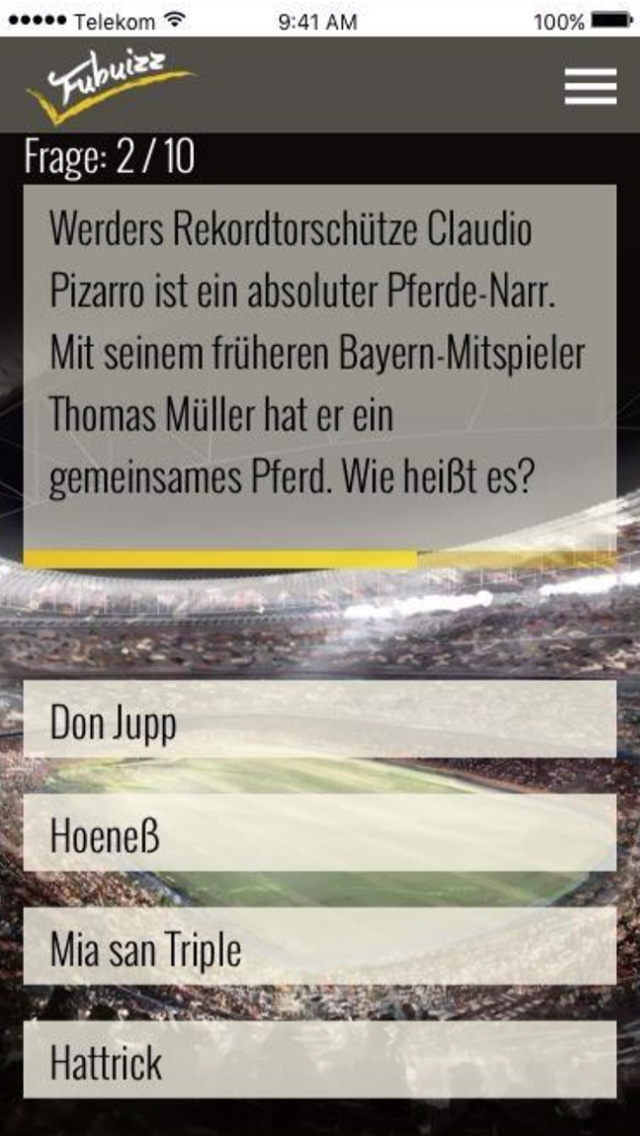 Telekom 9:41 AM 100%
Fubuizz
Frage: 2 / 10
Werders Rekordtorschütze Claudio
Pizarro ist ein absoluter Pferde-Narr.
Mit seinem früheren Bayern-Mitspieler
Thomas Müller hat er ein
gemeinsames Pferd. Wie heißt es?
Don Jupp
Hoeneß
Mia san Triple
Hattrick